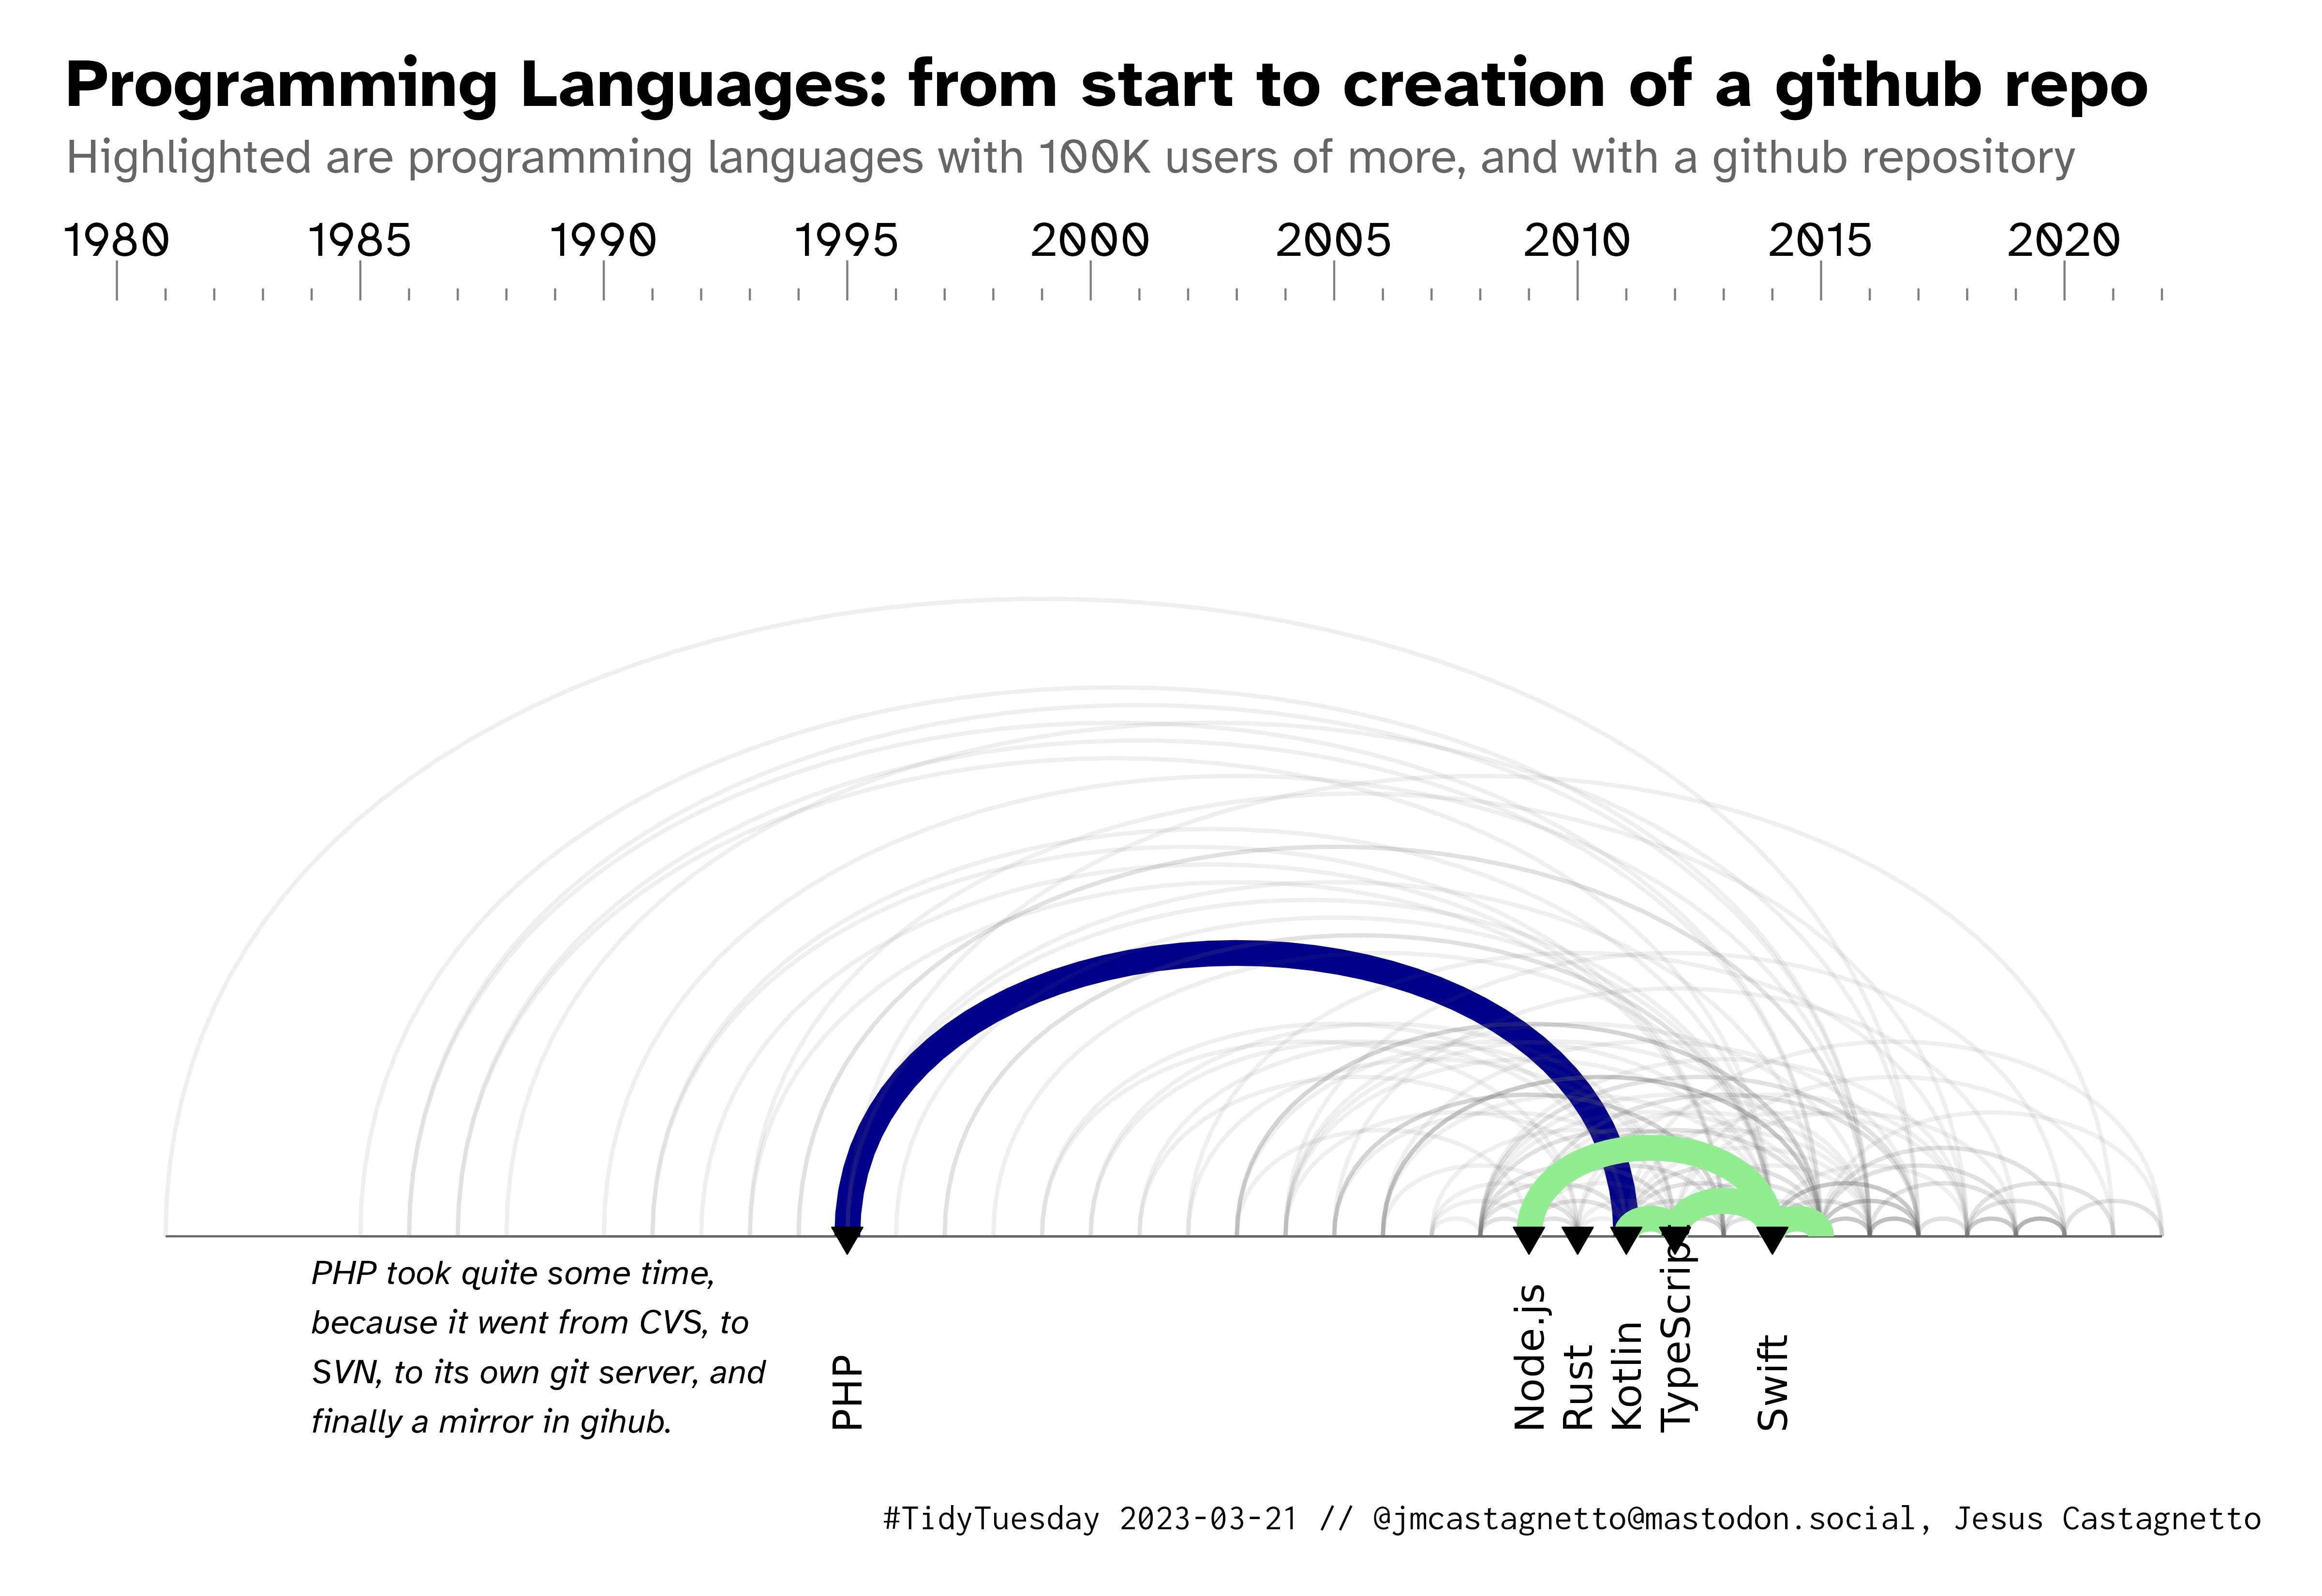 Programming Languages: from start to creation of a github repo
Highlighted are programming languages with 100K users of more, and with a github repository
1980 1985 1990 1995 2000 2005 2010 2015 2020
PHP took quite some time,
because it went from CVS, to
SVN, to its own git server, and
finally a mirror in gihub.
PHP
Node.js
Rust
Kotlin
TypeScript
Swift
#TidyTuesday 2023-03-21 // @jmcastagnetto@mastodon.social, Jesus Castagnetto